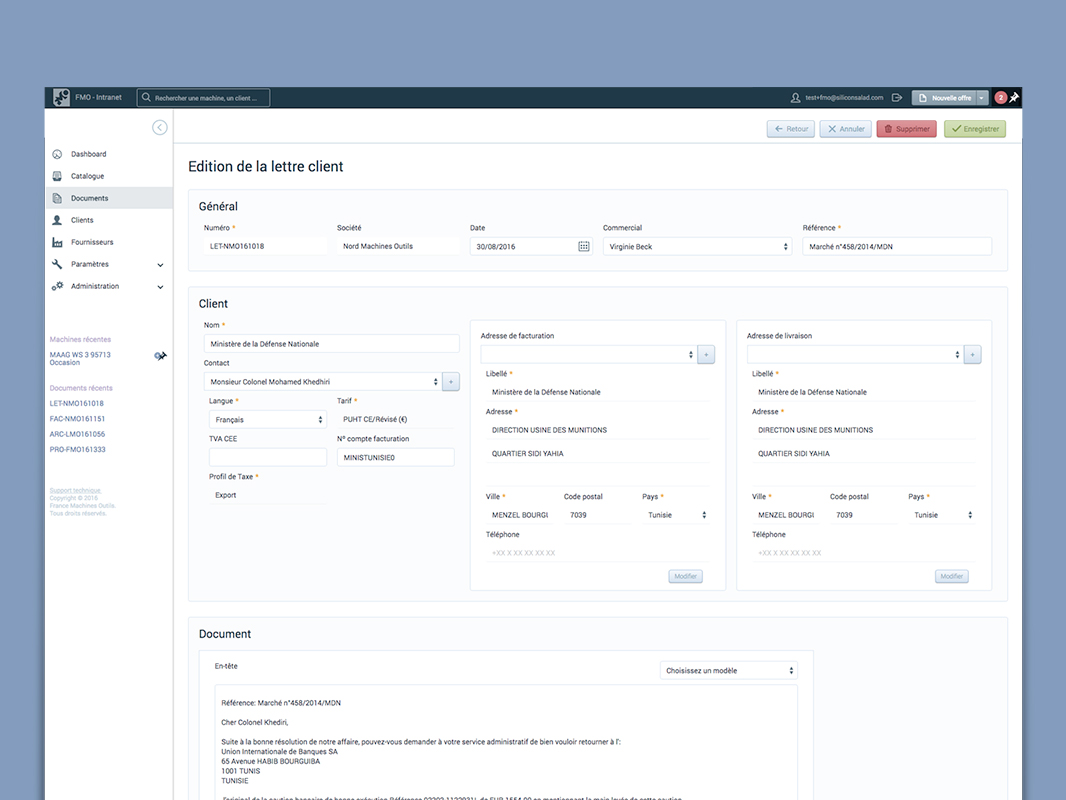 FMO - Intranet
Rechercher une machine, un client ...
test+fmo@siliconsalad.com
Nouvelle offre
2
Retour
Annuler
Supprimer
Enregistrer
Dashboard
Catalogue
Documents
Clients
Fournisseurs
Paramètres
Administration
Machines récentes
MAAG WS 3 95713
Occasion
Documents récents
LET-NMO161018
FAC-NMO161151
ARC-LMO161056
PRO-FMO161333
Support technique
Copyright © 2016
France Machines Outils.
Tous droits réservés.
Edition de la lettre client
Général
Numéro * Société Date Commercial Référence *
LET-NMO161018 Nord Machines Outils 30/08/2016 Virginie Beck Marché n°458/2014/MDN
Client
Nom *
Ministère de la Défense Nationale
Contact
Monsieur Colonel Mohamed Khedhiri +
Langue * Tarif *
Français PUHT CE/Révisé (€)
TVA CEE N° compte facturation
MINISTUNISIE0
Profil de Taxe *
Export
Adresse de facturation
+
Libellé *
Ministère de la Défense Nationale
Adresse *
DIRECTION USINE DES MUNITIONS
QUARTIER SIDI YAHIA
Ville * Code postal Pays *
MENZEL BOURGU 7039 Tunisie
Téléphone
+XX X XX XX XX XX
Modifier
Adresse de livraison
+
Libellé *
Ministère de la Défense Nationale
Adresse *
DIRECTION USINE DES MUNITIONS
QUARTIER SIDI YAHIA
Ville * Code postal Pays *
MENZEL BOURGU 7039 Tunisie
Téléphone
+XX X XX XX XX XX
Modifier
Document
En-tête
Choisissez un modèle
Référence: Marché n°458/2014/MDN
Cher Colonel Khediri,
Suite à la bonne résolution de notre affaire, pouvez-vous demander à votre service administratif de bien vouloir retourner à l':
Union Internationale de Banques SA
65 Avenue HABIB BOURGUIBA
1001 TUNIS
TUNISIE